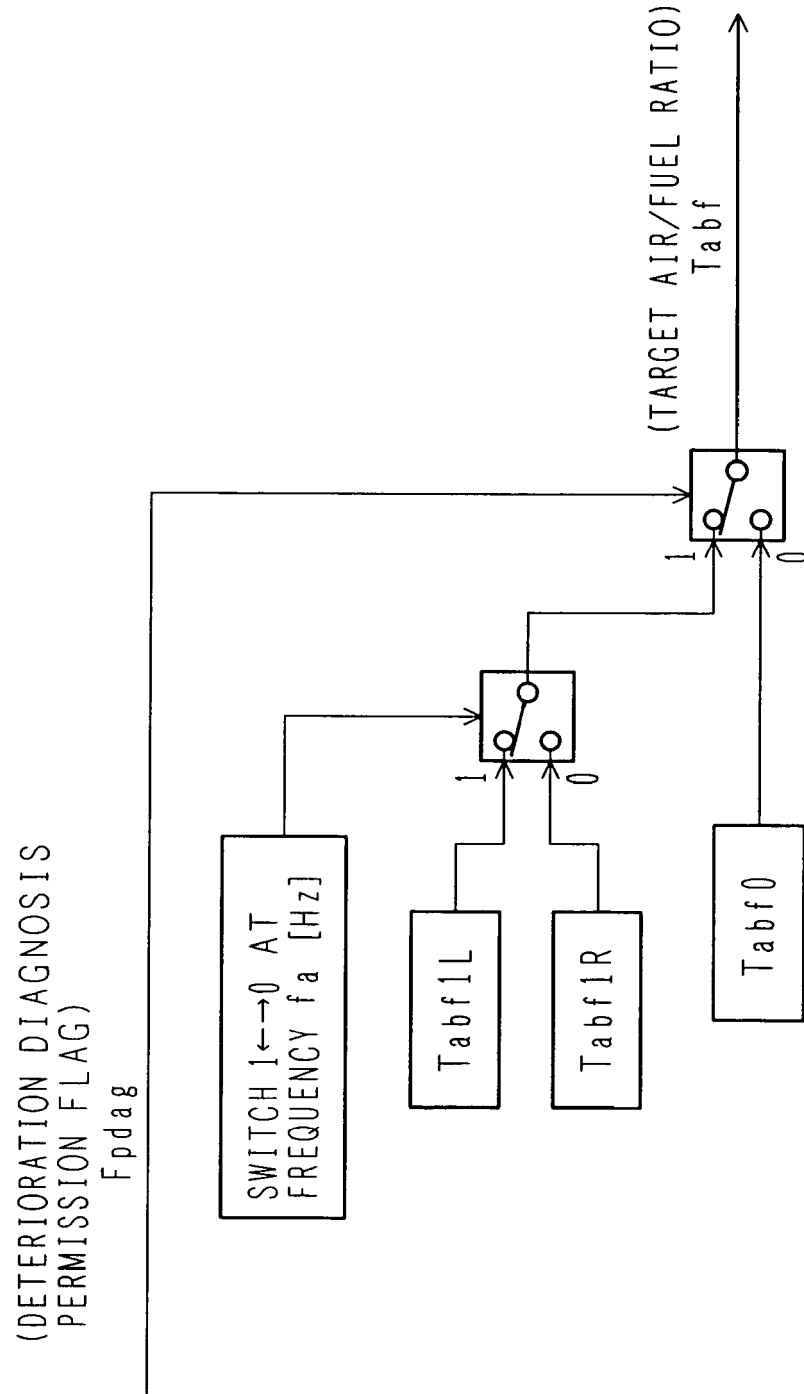 (DETERIORATION DIAGNOSIS
PERMISSION FLAG)
Fpdag
SWITCH 1←→0 AT
FREQUENCY fa [Hz]
1
0
Tabf1L
Tabf1R
Tabf0
1
0
(TARGET AIR/FUEL RATIO)
Tabf